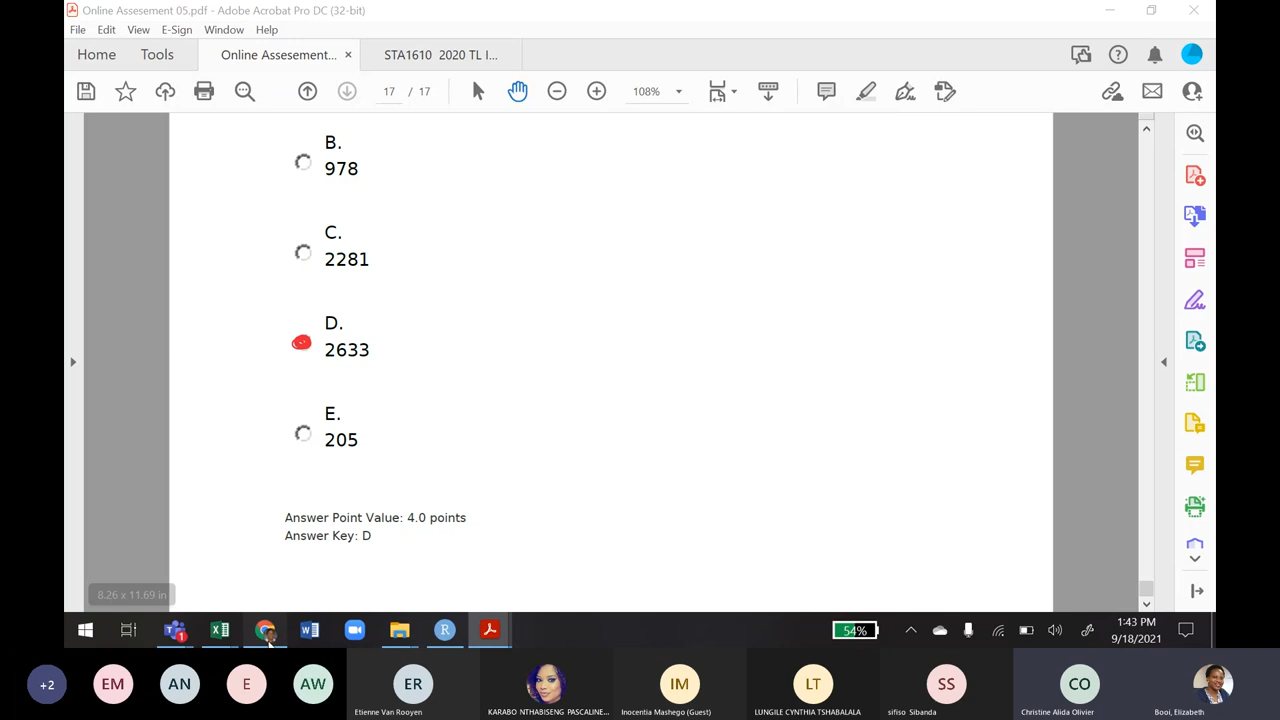 Online Assesement 05.pdf - Adobe Acrobat Pro DC (32-bit)
File Edit View E-Sign Window Help
Home Tools Online Assesement... × STA1610 2020 TL I...
17 / 17 108%
B.
978
C.
2281
D.
2633
E.
205
Answer Point Value: 4.0 points
Answer Key: D
8.26 x 11.69 in
1
54%
1:43 PM
9/18/2021
+2 EM AN E AW ER IM LT SS CO
Etienne Van Rooyen KARABO NTHABISENG PASCALINE... Inocentia Mashego (Guest) LUNGILE CYNTHIA TSHABALALA sifiso Sibanda Christine Alida Olivier Booi, Elizabeth